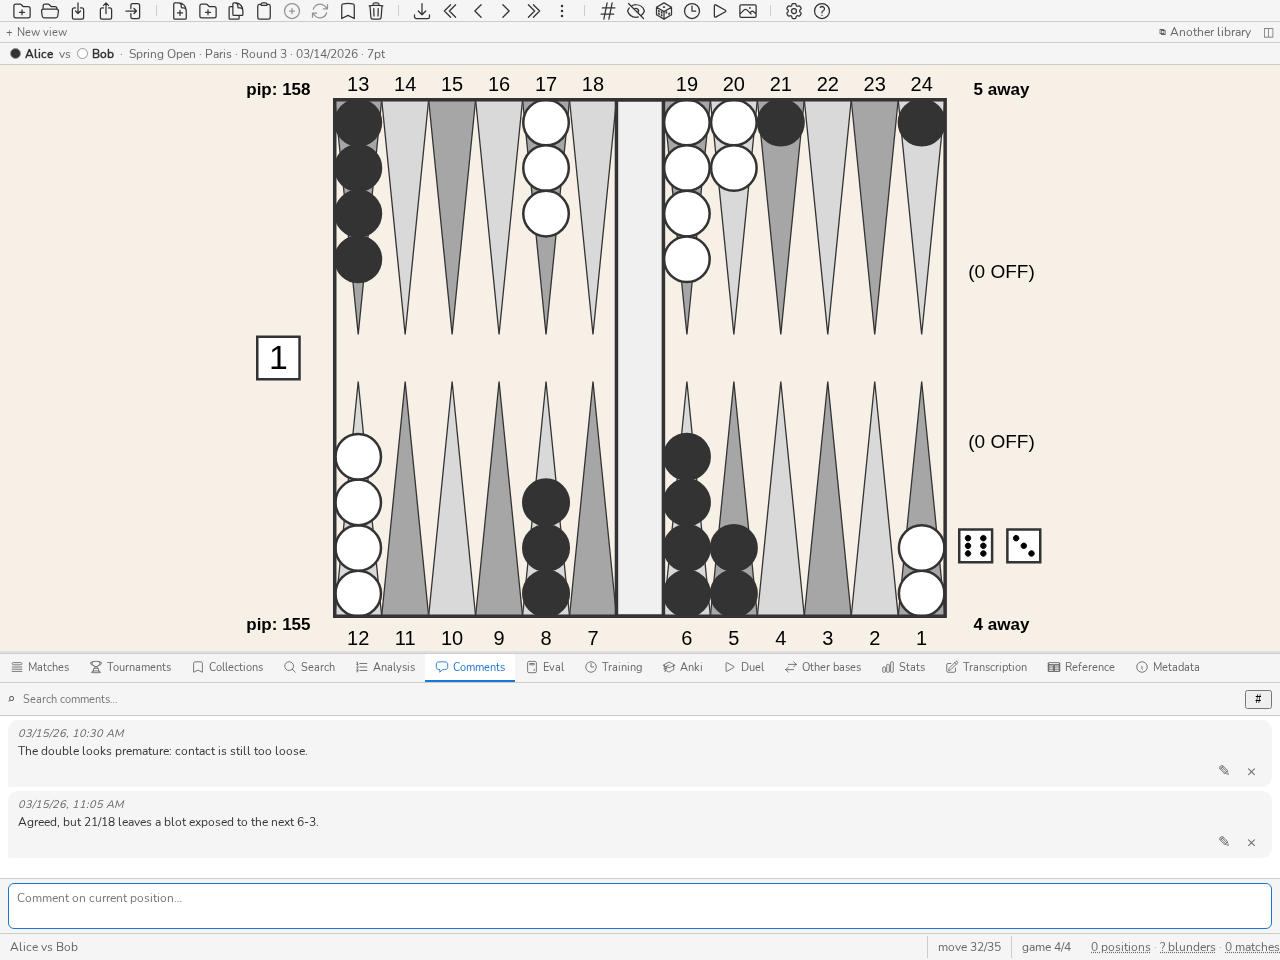 + New view
Another library
Alice vs Bob · Spring Open · Paris · Round 3 · 03/14/2026 · 7pt
pip: 158
13 14 15 16 17 18 19 20 21 22 23 24
5 away
(0 OFF)
1
(0 OFF)
pip: 155
12 11 10 9 8 7 6 5 4 3 2 1
4 away
Matches Tournaments Collections Search Analysis Comments Eval Training Anki Duel Other bases Stats Transcription Reference Metadata
Search comments...
#
03/15/26, 10:30 AM
The double looks premature: contact is still too loose.
03/15/26, 11:05 AM
Agreed, but 21/18 leaves a blot exposed to the next 6-3.
Comment on current position...
Alice vs Bob
move 32/35
game 4/4
0 positions · ? blunders · 0 matches